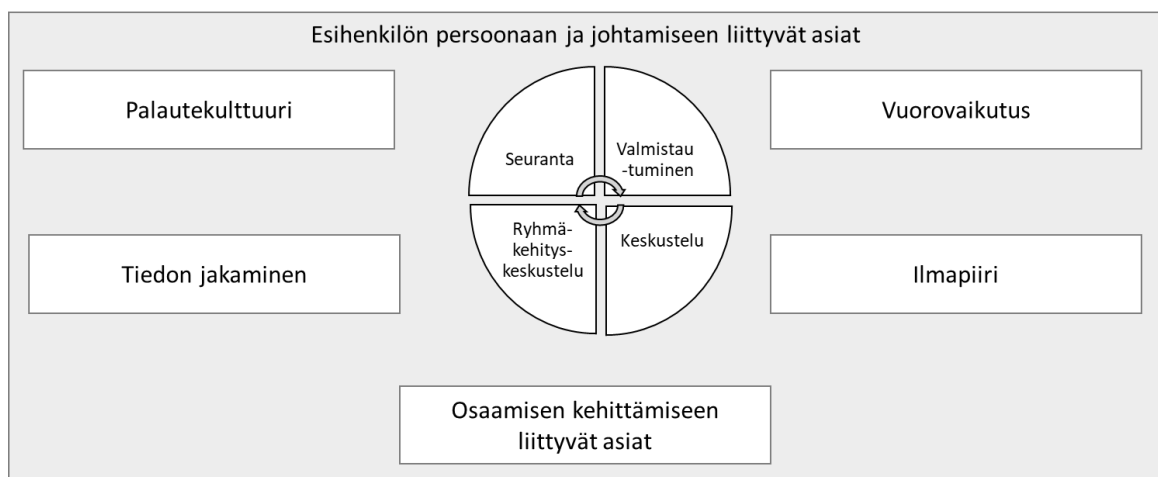 Esihenkilön persoonaan ja johtamiseen liittyvät asiat
Palautekulttuuri
Vuorovaikutus
Seuranta
Valmistau
-tuminen
Ryhmä-
kehitys-
keskustelu
Keskustelu
Tiedon jakaminen
Ilmapiiri
Osaamisen kehittämiseen
liittyvät asiat